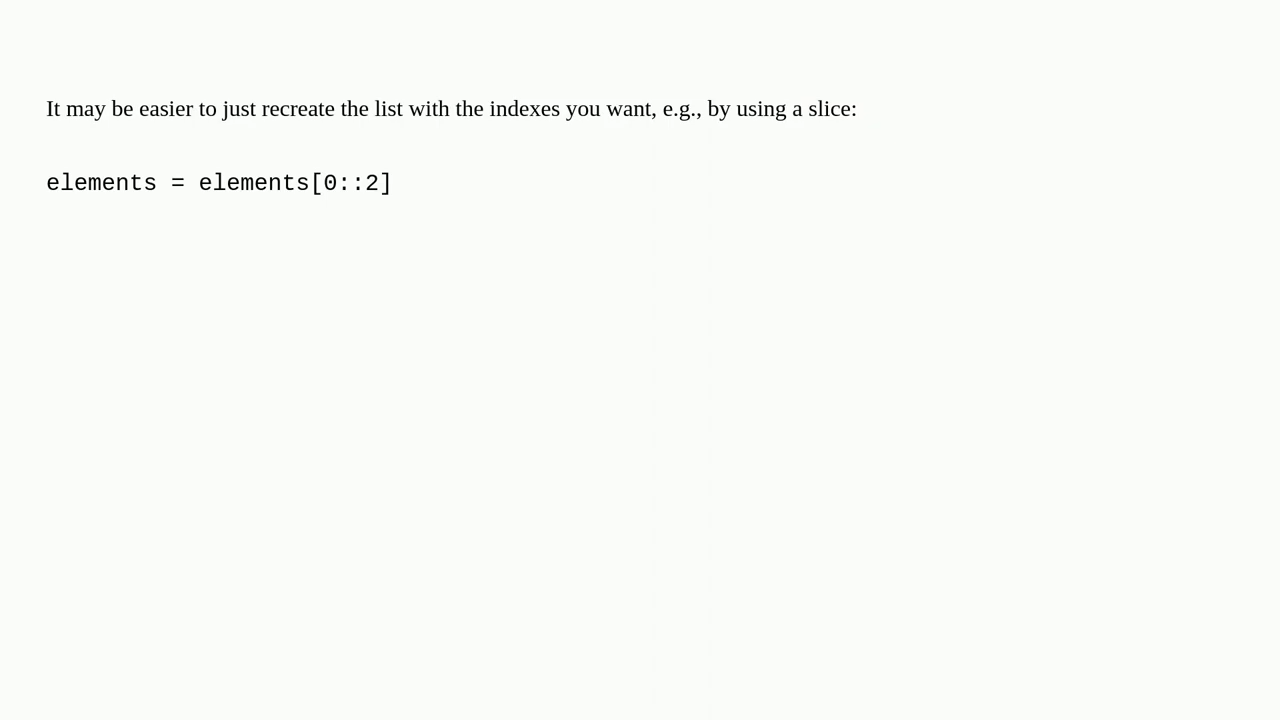 It may be easier to just recreate the list with the indexes you want, e.g., by using a slice:
elements = elements[0::2]